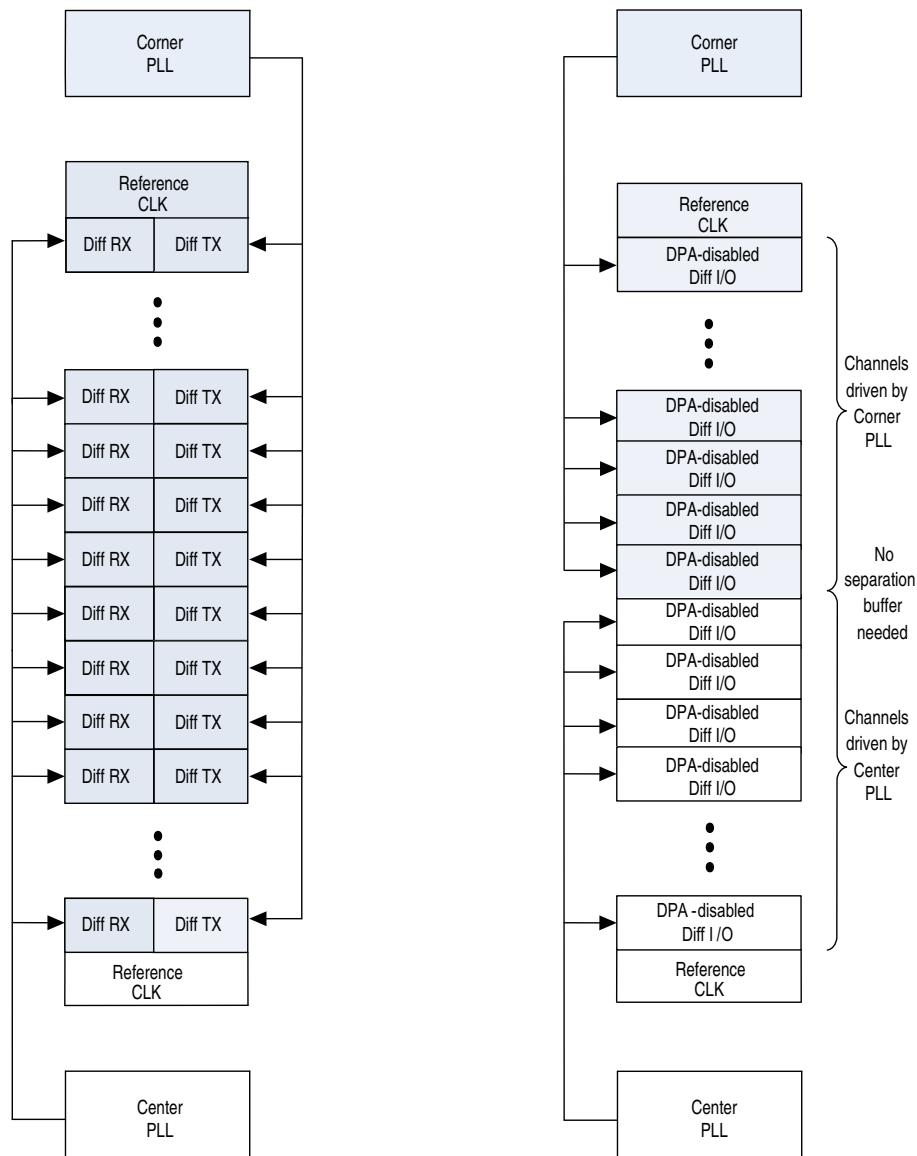 Corner
PLL
Reference
CLK
Diff RX Diff TX
Diff RX Diff TX
Diff RX Diff TX
Diff RX Diff TX
Diff RX Diff TX
Diff RX Diff TX
Diff RX Diff TX
Diff RX Diff TX
Diff RX Diff TX
Diff RX Diff TX
Reference
CLK
Center
PLL
Corner
PLL
Reference
CLK
DPA-disabled
Diff I/O
DPA-disabled
Diff I/O
DPA-disabled
Diff I/O
DPA-disabled
Diff I/O
DPA-disabled
Diff I/O
DPA-disabled
Diff I/O
DPA-disabled
Diff I/O
DPA-disabled
Diff I/O
DPA-disabled
Diff I/O
DPA -disabled
Diff I /O
Reference
CLK
Center
PLL
Channels
driven by
Corner
PLL
No
separation
buffer
needed
Channels
driven by
Center
PLL